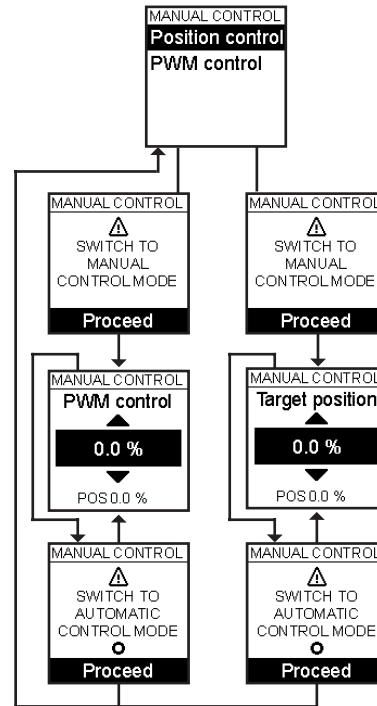 MANUAL CONTROL
Position control
PWM control
MANUAL CONTROL
SWITCH TO
MANUAL
CONTROL MODE
Proceed
MANUAL CONTROL
SWITCH TO
MANUAL
CONTROL MODE
Proceed
MANUAL CONTROL
PWM control
0.0 %
POS 0.0 %
MANUAL CONTROL
Target position
0.0 %
POS 0.0 %
MANUAL CONTROL
SWITCH TO
AUTOMATIC
CONTROL MODE
Proceed
MANUAL CONTROL
SWITCH TO
AUTOMATIC
CONTROL MODE
Proceed